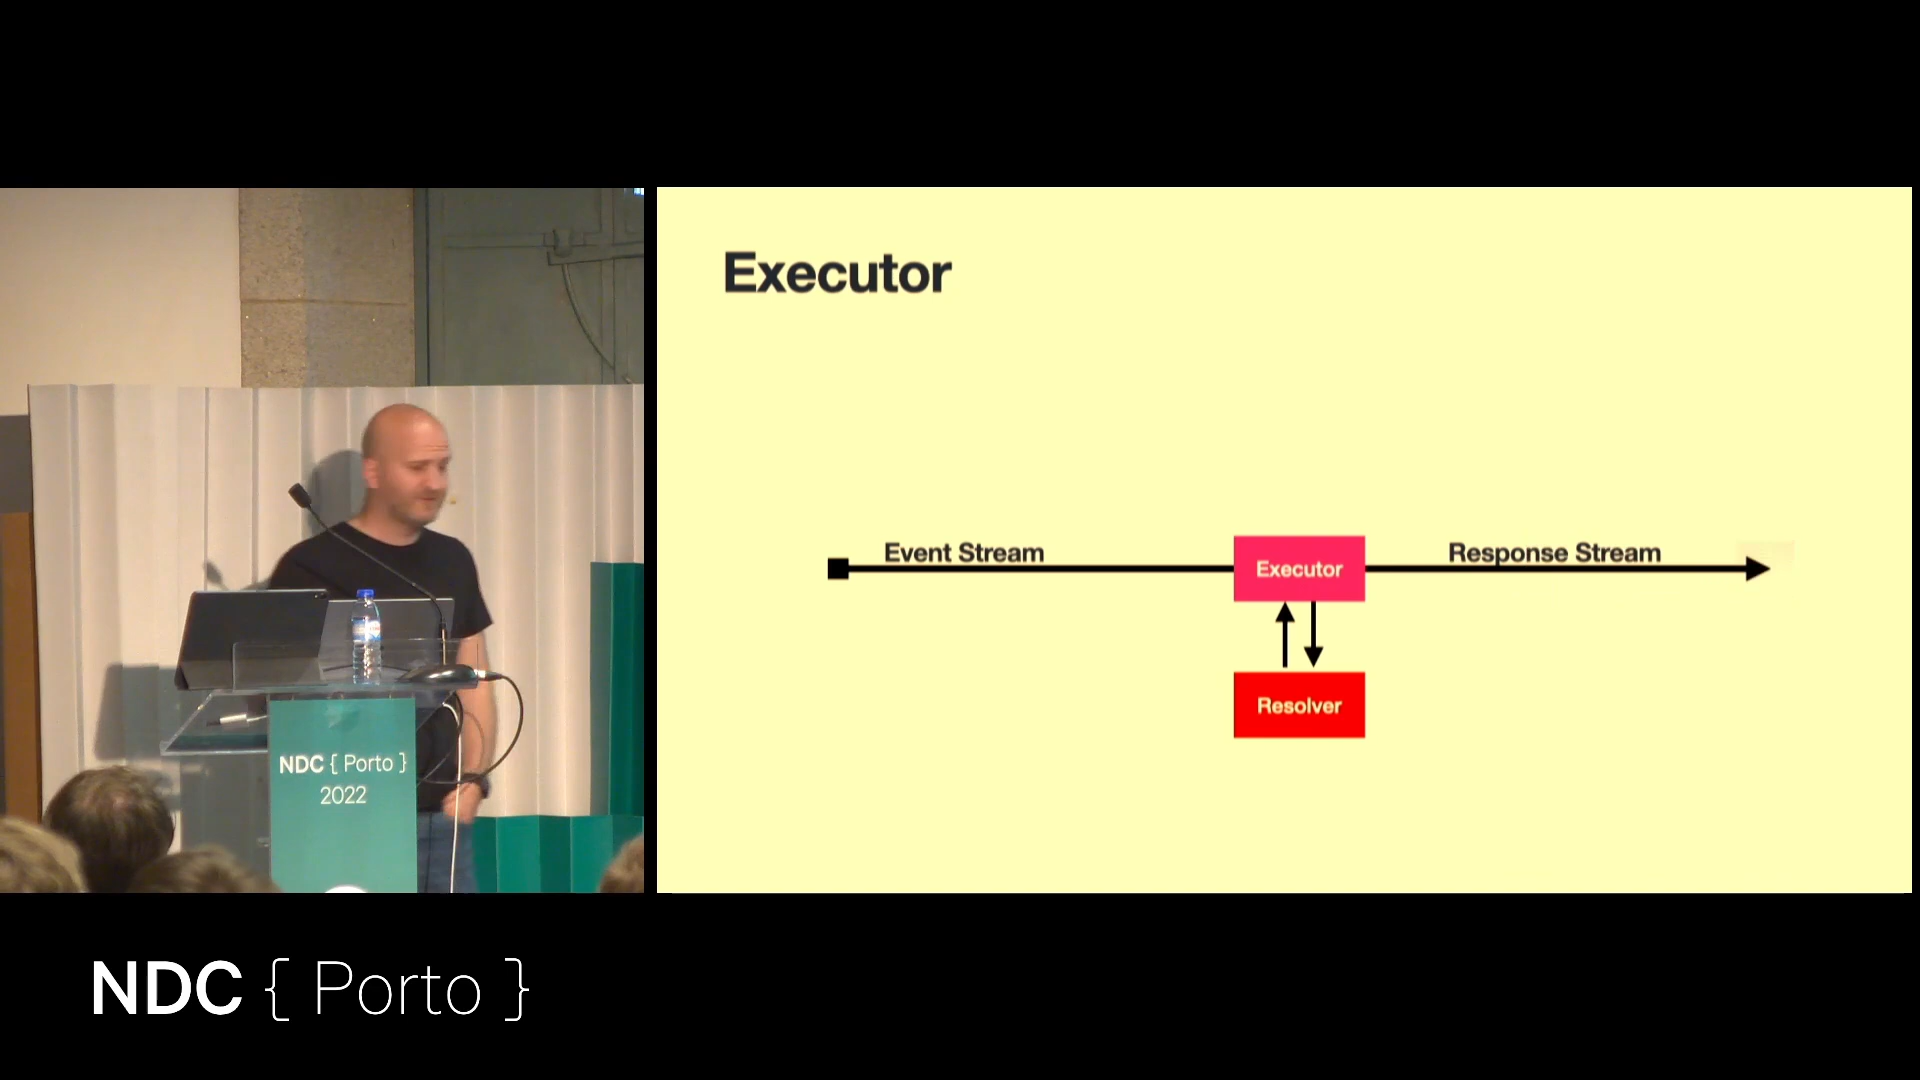 Executor
Event Stream
Executor
Response Stream
Resolver
NDC { Porto }
2022
NDC { Porto }